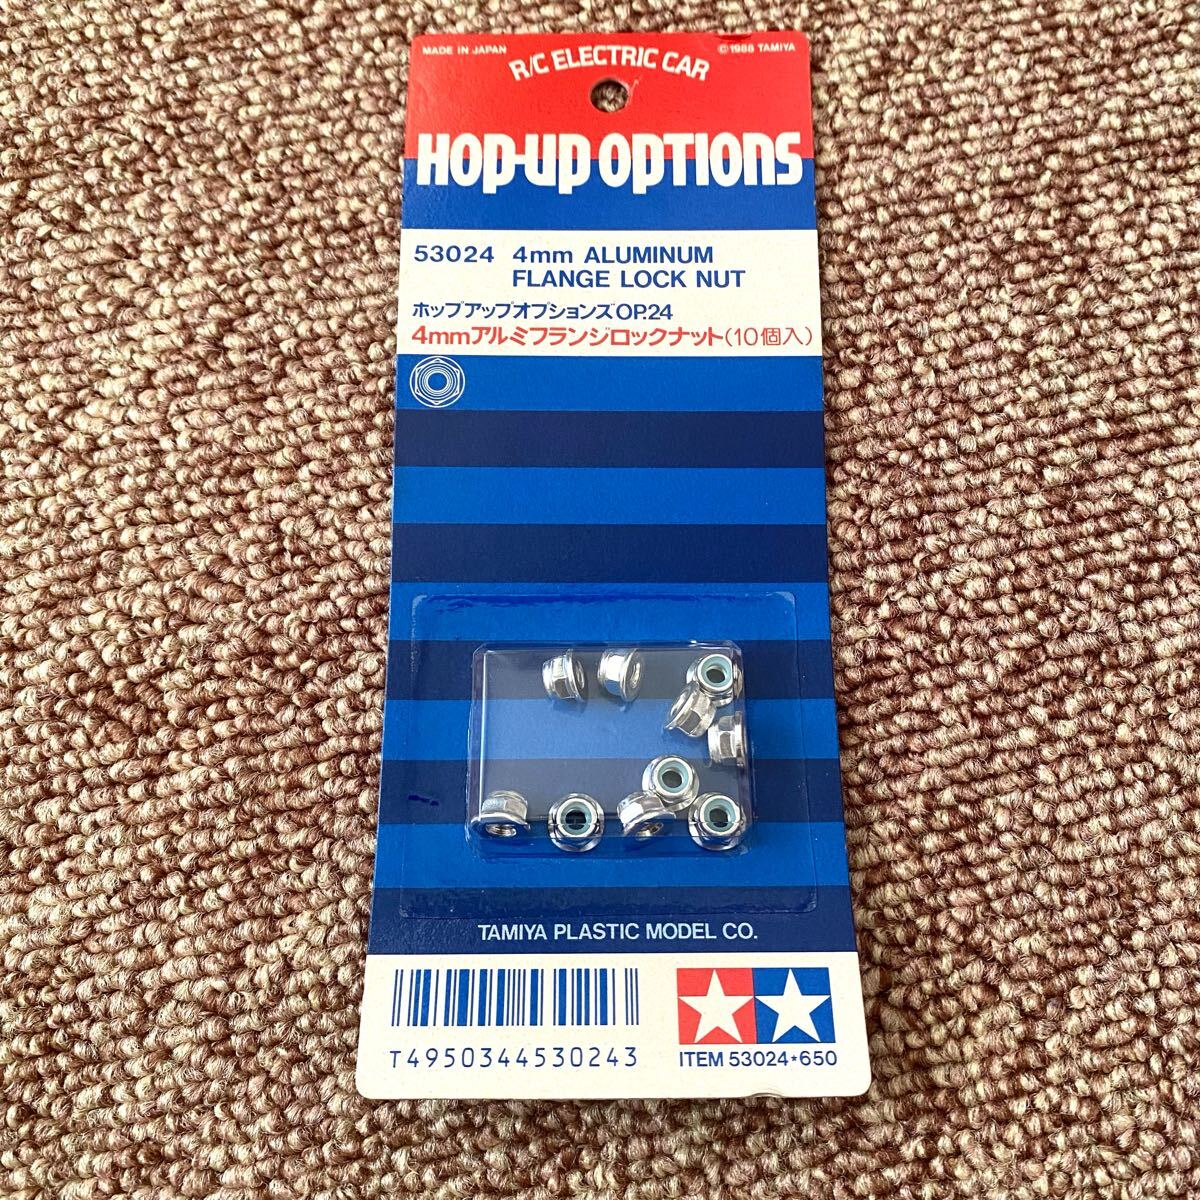 MADE IN JAPAN
©1988 TAMIYA
R/C ELECTRIC CAR
HOP-UP OPTIONS
53024 4mm ALUMINUM
FLANGE LOCK NUT
ホップアップオプションズOP.24
4mmアルミフランジロックナット(10個入)
TAMIYA PLASTIC MODEL CO.
T4950344530243
ITEM 53024★650